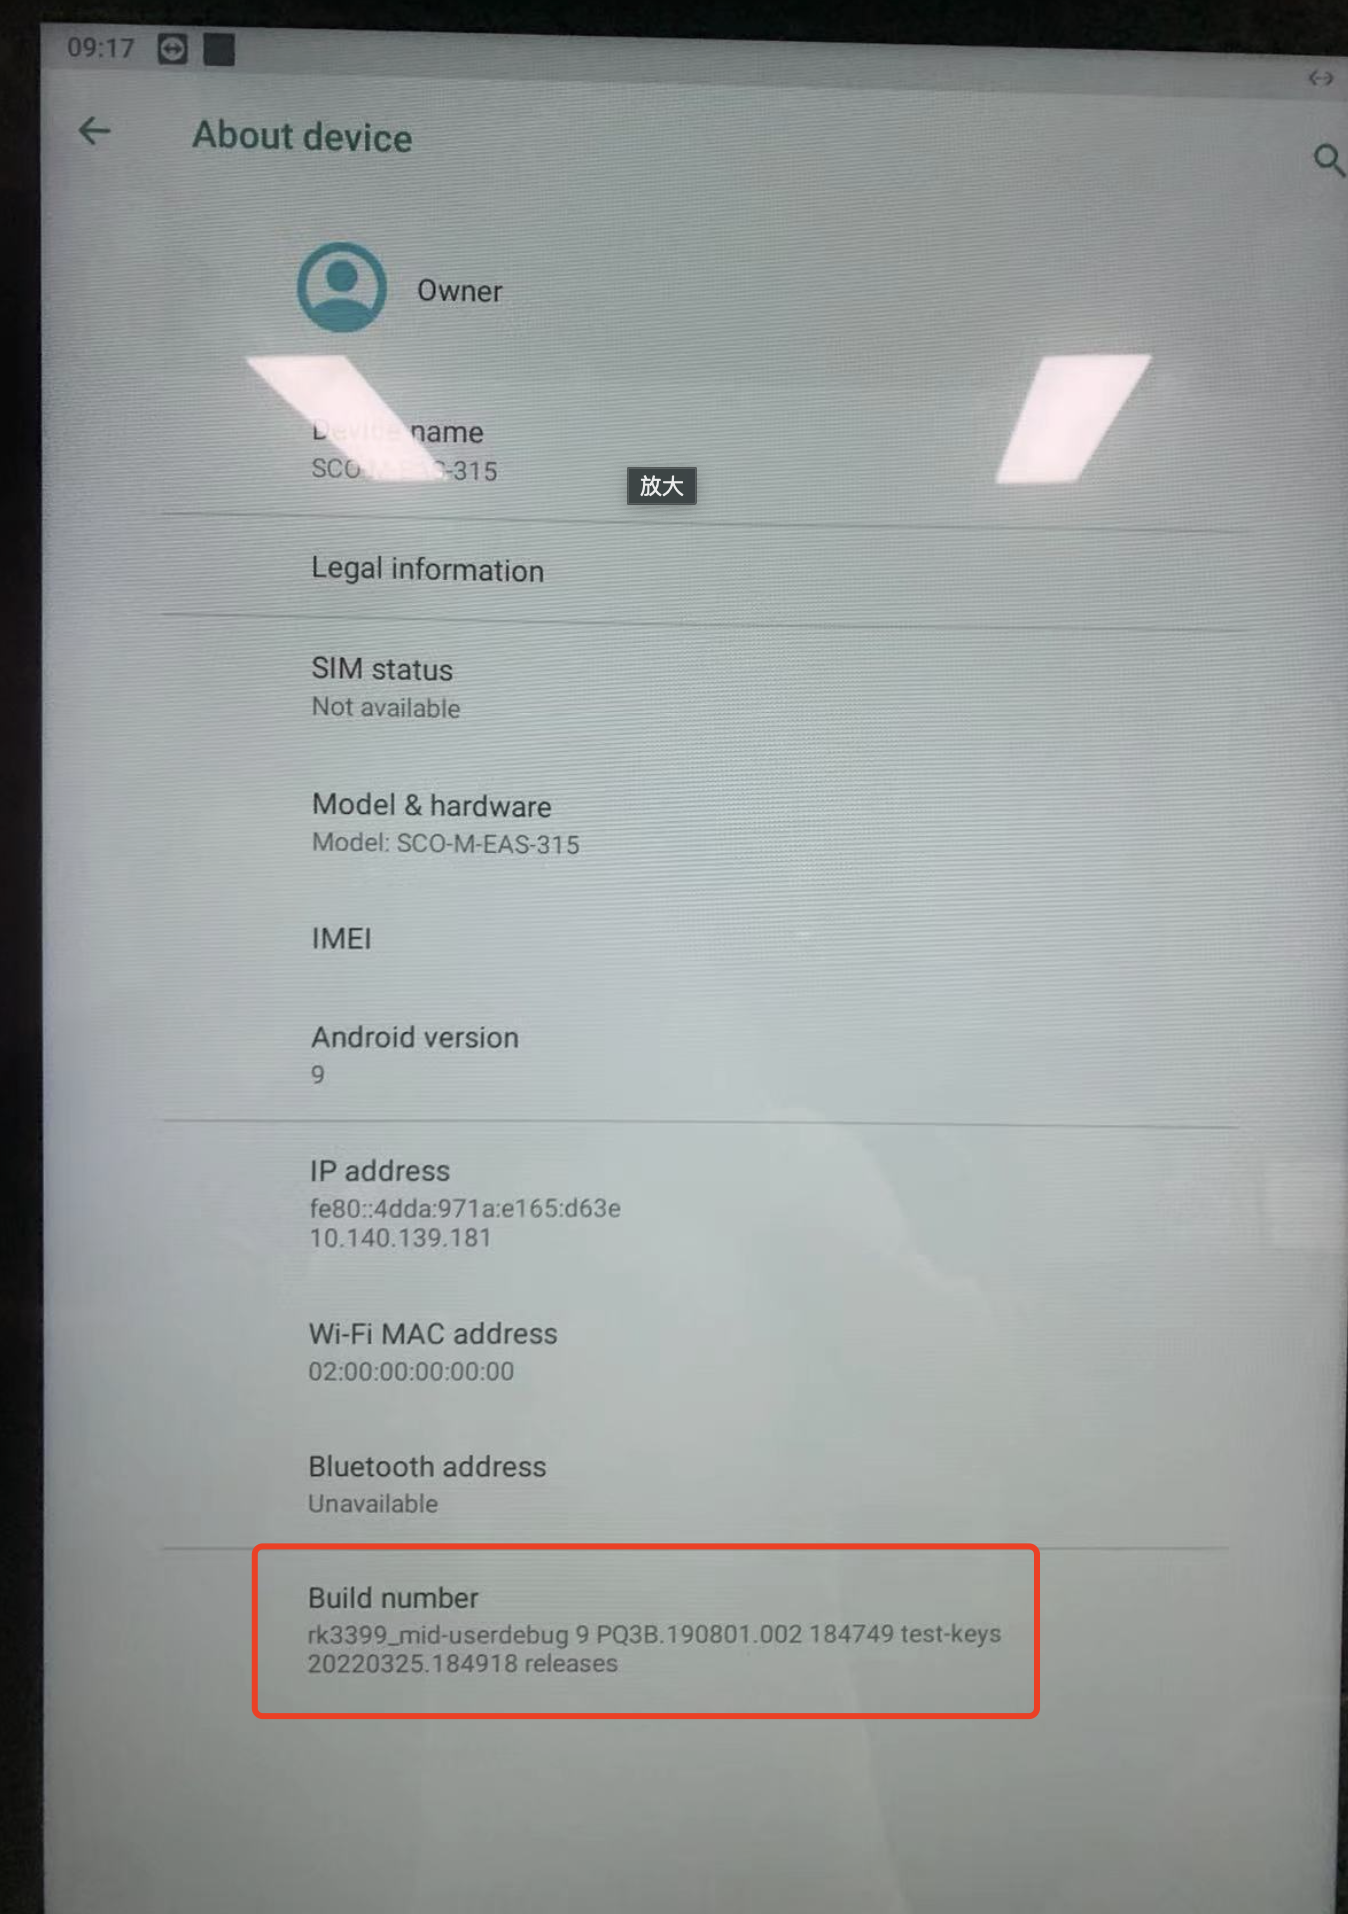 09:17
About device
Owner
Device name
SCO-M-EAS-315
放大
Legal information
SIM status
Not available
Model & hardware
Model: SCO-M-EAS-315
IMEI
Android version
9
IP address
fe80::4dda:971a:e165:d63e
10.140.139.181
Wi-Fi MAC address
02:00:00:00:00:00
Bluetooth address
Unavailable
Build number
rk3399_mid-userdebug 9 PQ3B.190801.002 184749 test-keys
20220325.184918 releases